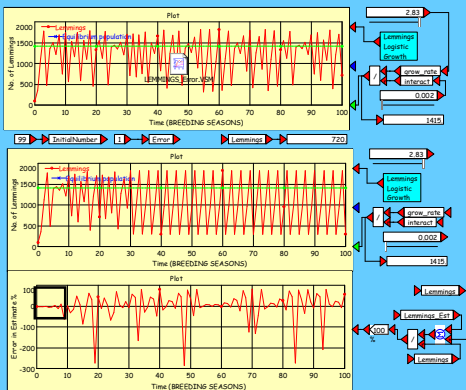 Plot
No. of Lemmings
2000
1500
1000
500
0
Lemmings
Equilibrium population
LEMMINGS_Error.VSM
0 10 20 30 40 50 60 70 80 90 100
Time (BREEDING SEASONS)
2.83
Lemmings
Logistic
Growth
/
grow_rate
interact
0.002
1415
99 InitialNumber 1 Error Lemmings 720
Plot
No. of Lemmings
2000
1500
1000
500
0
Lemmings
Equilibrium population
0 10 20 30 40 50 60 70 80 90 100
Time (BREEDING SEASONS)
2.83
Lemmings
Logistic
Growth
/
grow_rate
interact
0.002
1415
Plot
Error in Estimate %
100
0
-100
-200
-300
0 10 20 30 40 50 60 70 80 90 100
Time (BREEDING SEASONS)
Lemmings
Lemmings_Est
100
%
/
Lemmings